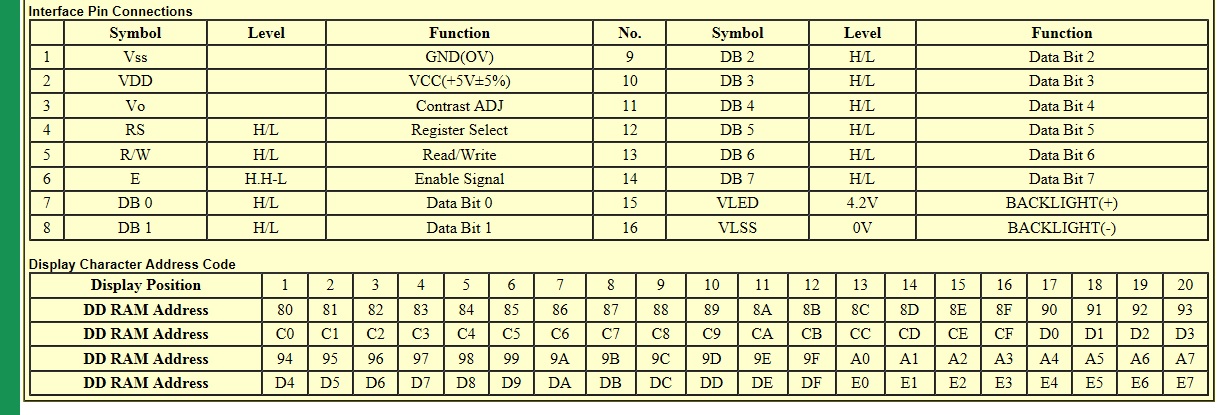 Interface Pin Connections
Symbol Level Function No. Symbol Level Function
1 Vss GND(OV) 9 DB 2 H/L Data Bit 2
2 VDD VCC(+5V±5%) 10 DB 3 H/L Data Bit 3
3 Vo Contrast ADJ 11 DB 4 H/L Data Bit 4
4 RS H/L Register Select 12 DB 5 H/L Data Bit 5
5 R/W H/L Read/Write 13 DB 6 H/L Data Bit 6
6 E H.H-L Enable Signal 14 DB 7 H/L Data Bit 7
7 DB 0 H/L Data Bit 0 15 VLED 4.2V BACKLIGHT(+)
8 DB 1 H/L Data Bit 1 16 VLSS 0V BACKLIGHT(-)
Display Character Address Code
Display Position 1 2 3 4 5 6 7 8 9 10 11 12 13 14 15 16 17 18 19 20
DD RAM Address 80 81 82 83 84 85 86 87 88 89 8A 8B 8C 8D 8E 8F 90 91 92 93
DD RAM Address C0 C1 C2 C3 C4 C5 C6 C7 C8 C9 CA CB CC CD CE CF D0 D1 D2 D3
DD RAM Address 94 95 96 97 98 99 9A 9B 9C 9D 9E 9F A0 A1 A2 A3 A4 A5 A6 A7
DD RAM Address D4 D5 D6 D7 D8 D9 DA DB DC DD DE DF E0 E1 E2 E3 E4 E5 E6 E7